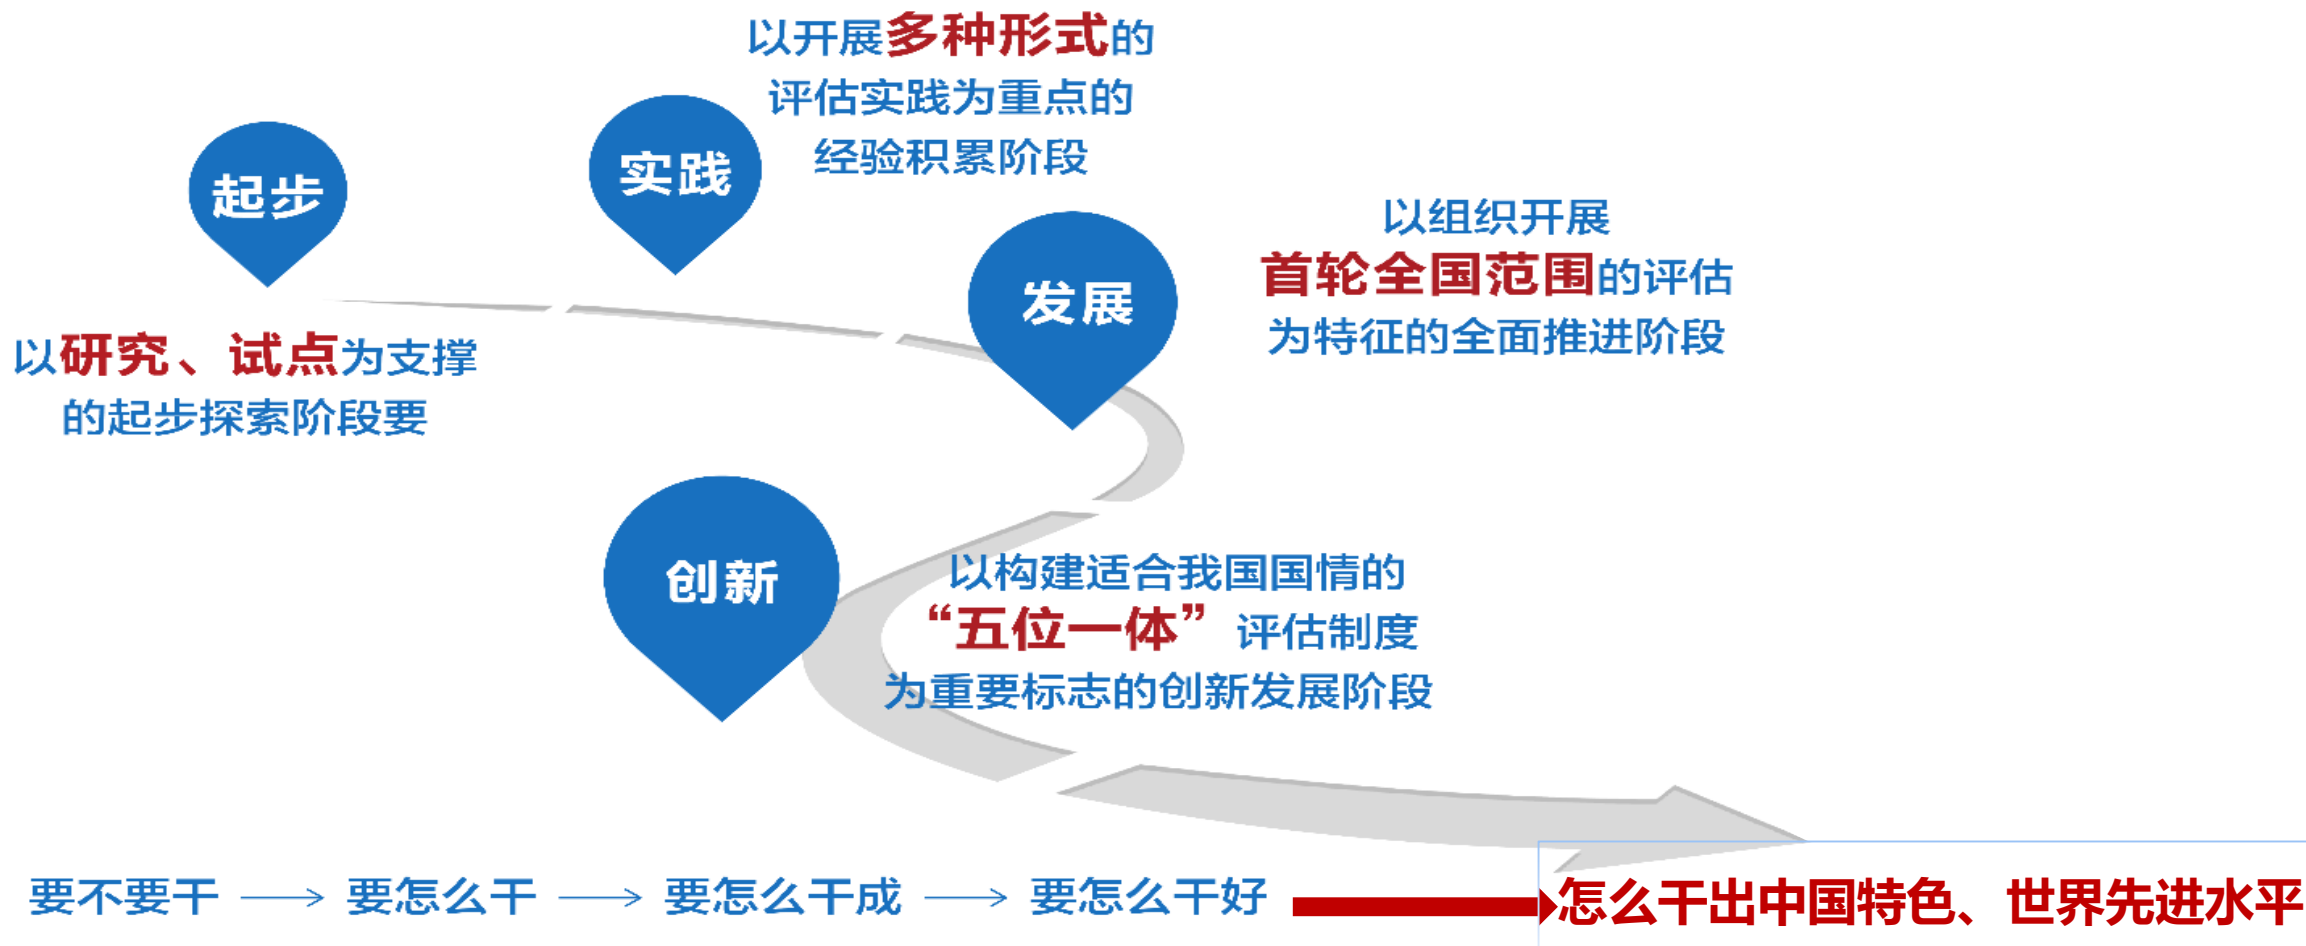 起步
以研究、试点为支撑
的起步探索阶段要
实践
以开展多种形式的
评估实践为重点的
经验积累阶段
发展
以组织开展
首轮全国范围的评估
为特征的全面推进阶段
创新
以构建适合我国国情的
“五位一体”评估制度
为重要标志的创新发展阶段
要不要干 → 要怎么干 → 要怎么干成 → 要怎么干好 → 怎么干出中国特色、世界先进水平